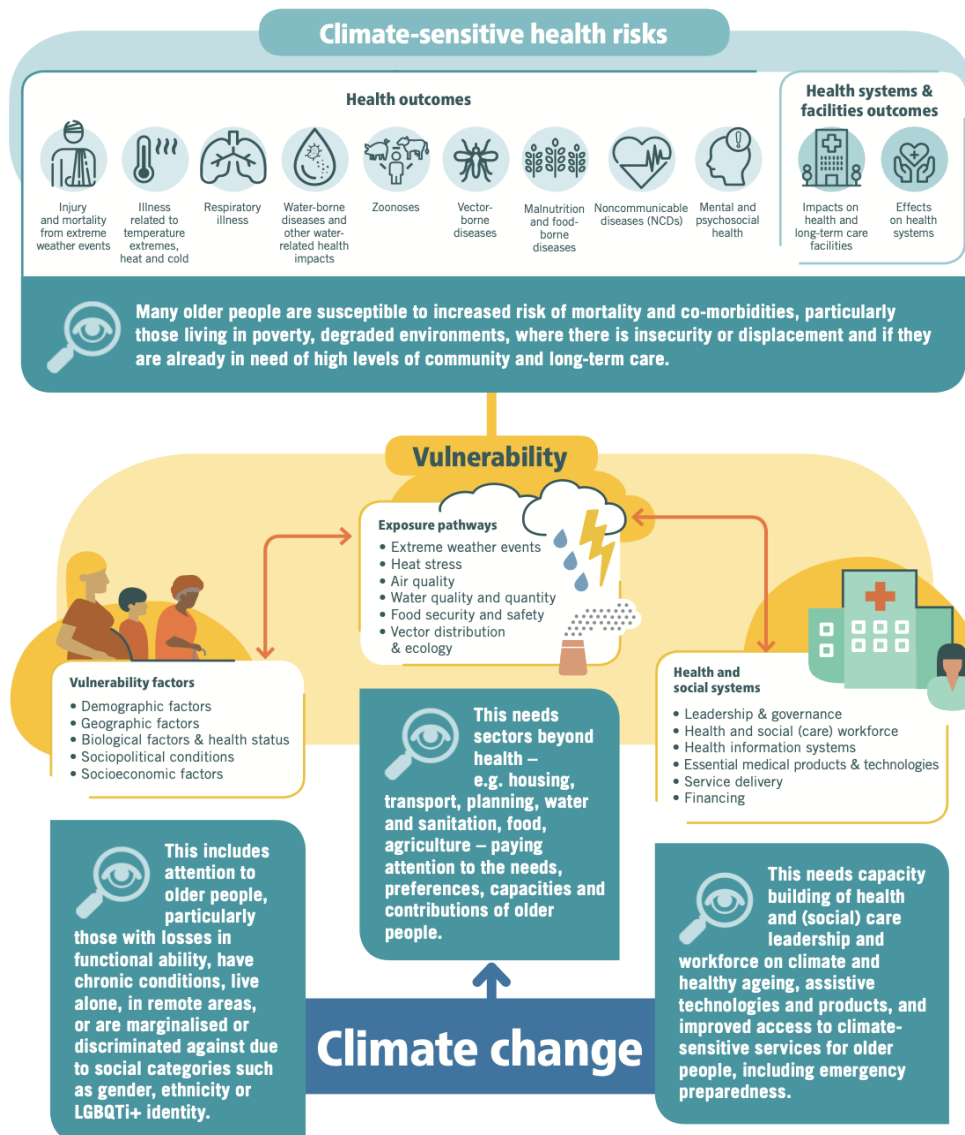 Climate-sensitive health risks
Health outcomes
Injury
and mortality
from extreme
weather events
Illness
related to
temperature
extremes,
heat and cold
Respiratory
illness
Water-borne
diseases and
other water-
related health
impacts
Zoonoses
Vector-
borne
diseases
Malnutrition
and food-
borne
diseases
Noncommunicable
diseases (NCDs)
Mental and
psychosocial
health
Health systems &
facilities outcomes
Impacts on
health and
long-term care
facilities
Effects
on health
systems
Many older people are susceptible to increased risk of mortality and co-morbidities, particularly
those living in poverty, degraded environments, where there is insecurity or displacement and if they
are already in need of high levels of community and long-term care.
Vulnerability
Exposure pathways
• Extreme weather events
• Heat stress
• Air quality
• Water quality and quantity
• Food security and safety
• Vector distribution
& ecology
Vulnerability factors
• Demographic factors
• Geographic factors
• Biological factors & health status
• Sociopolitical conditions
• Socioeconomic factors
Health and
social systems
• Leadership & governance
• Health and social (care) workforce
• Health information systems
• Essential medical products & technologies
• Service delivery
• Financing
This includes
attention to
older people,
particularly
those with losses in
functional ability, have
chronic conditions, live
alone, in remote areas,
or are marginalised or
discriminated against due
to social categories such
as gender, ethnicity or
LGBQTi+ identity.
This needs
sectors beyond
health –
e.g. housing,
transport, planning, water
and sanitation, food,
agriculture – paying
attention to the needs,
preferences, capacities and
contributions of older
people.
This needs capacity
building of health
and (social) care
leadership and
workforce on climate and
healthy ageing, assistive
technologies and products, and
improved access to climate-
sensitive services for older
people, including emergency
preparedness.
Climate change